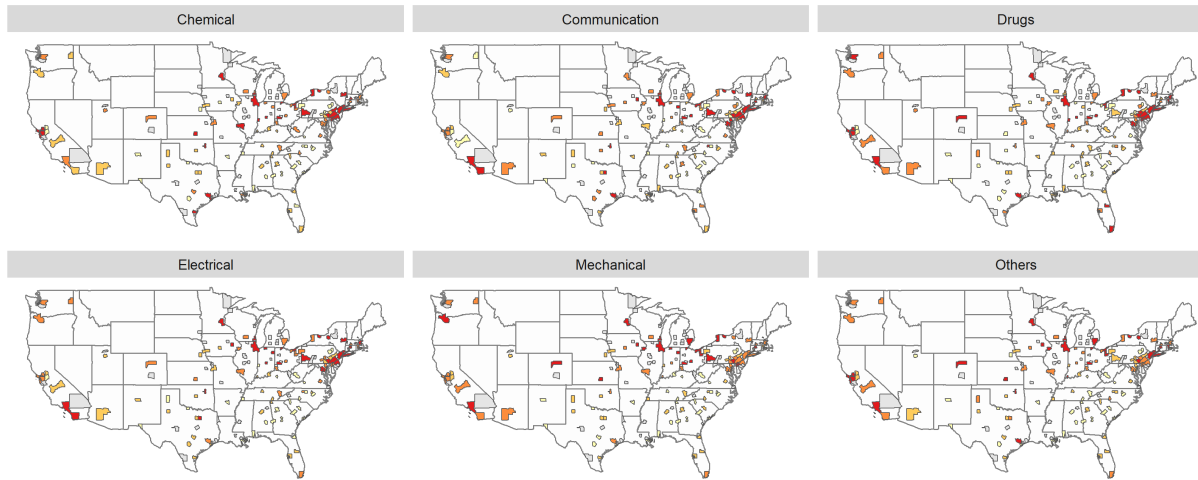 Chemical
Communication
Drugs
Electrical
Mechanical
Others